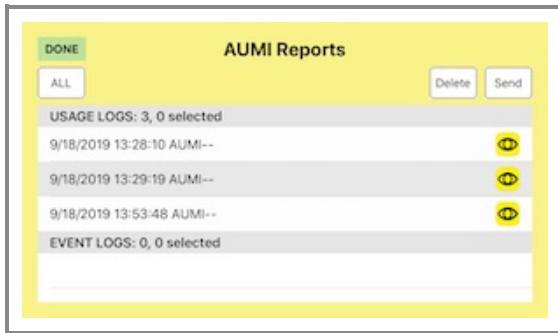 DONE AUMI Reports
ALL Delete Send
USAGE LOGS: 3, 0 selected
9/18/2019 13:28:10 AUMI--
9/18/2019 13:29:19 AUMI--
9/18/2019 13:53:48 AUMI--
EVENT LOGS: 0, 0 selected